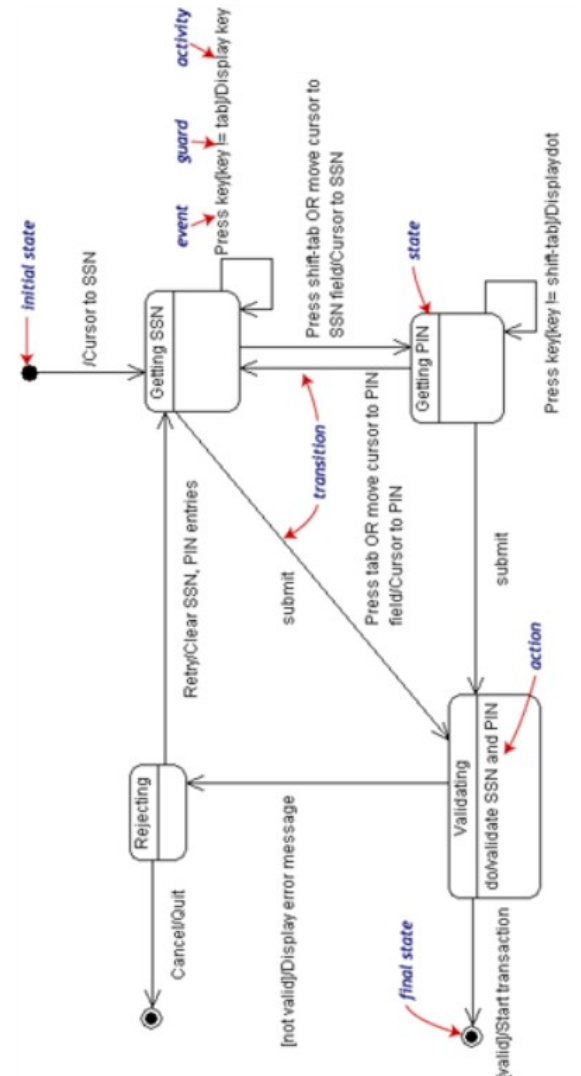 initial state
/Cursor to SSN
event guard activity
Press key[key != tab]/Display key
Getting SSN
Rejecting
Retry/Clear SSN, PIN entries
Cancel/Quit
submit
transition
Press shift-tab OR move cursor to
SSN field/Cursor to SSN
[not valid]/Display error message
Press tab OR move cursor to PIN
field/Cursor to PIN
state
Getting PIN
final state
Validating
do/validate SSN and PIN
submit
action
[valid]/Start transaction
Press key[key != shift-tab]/Displaydot